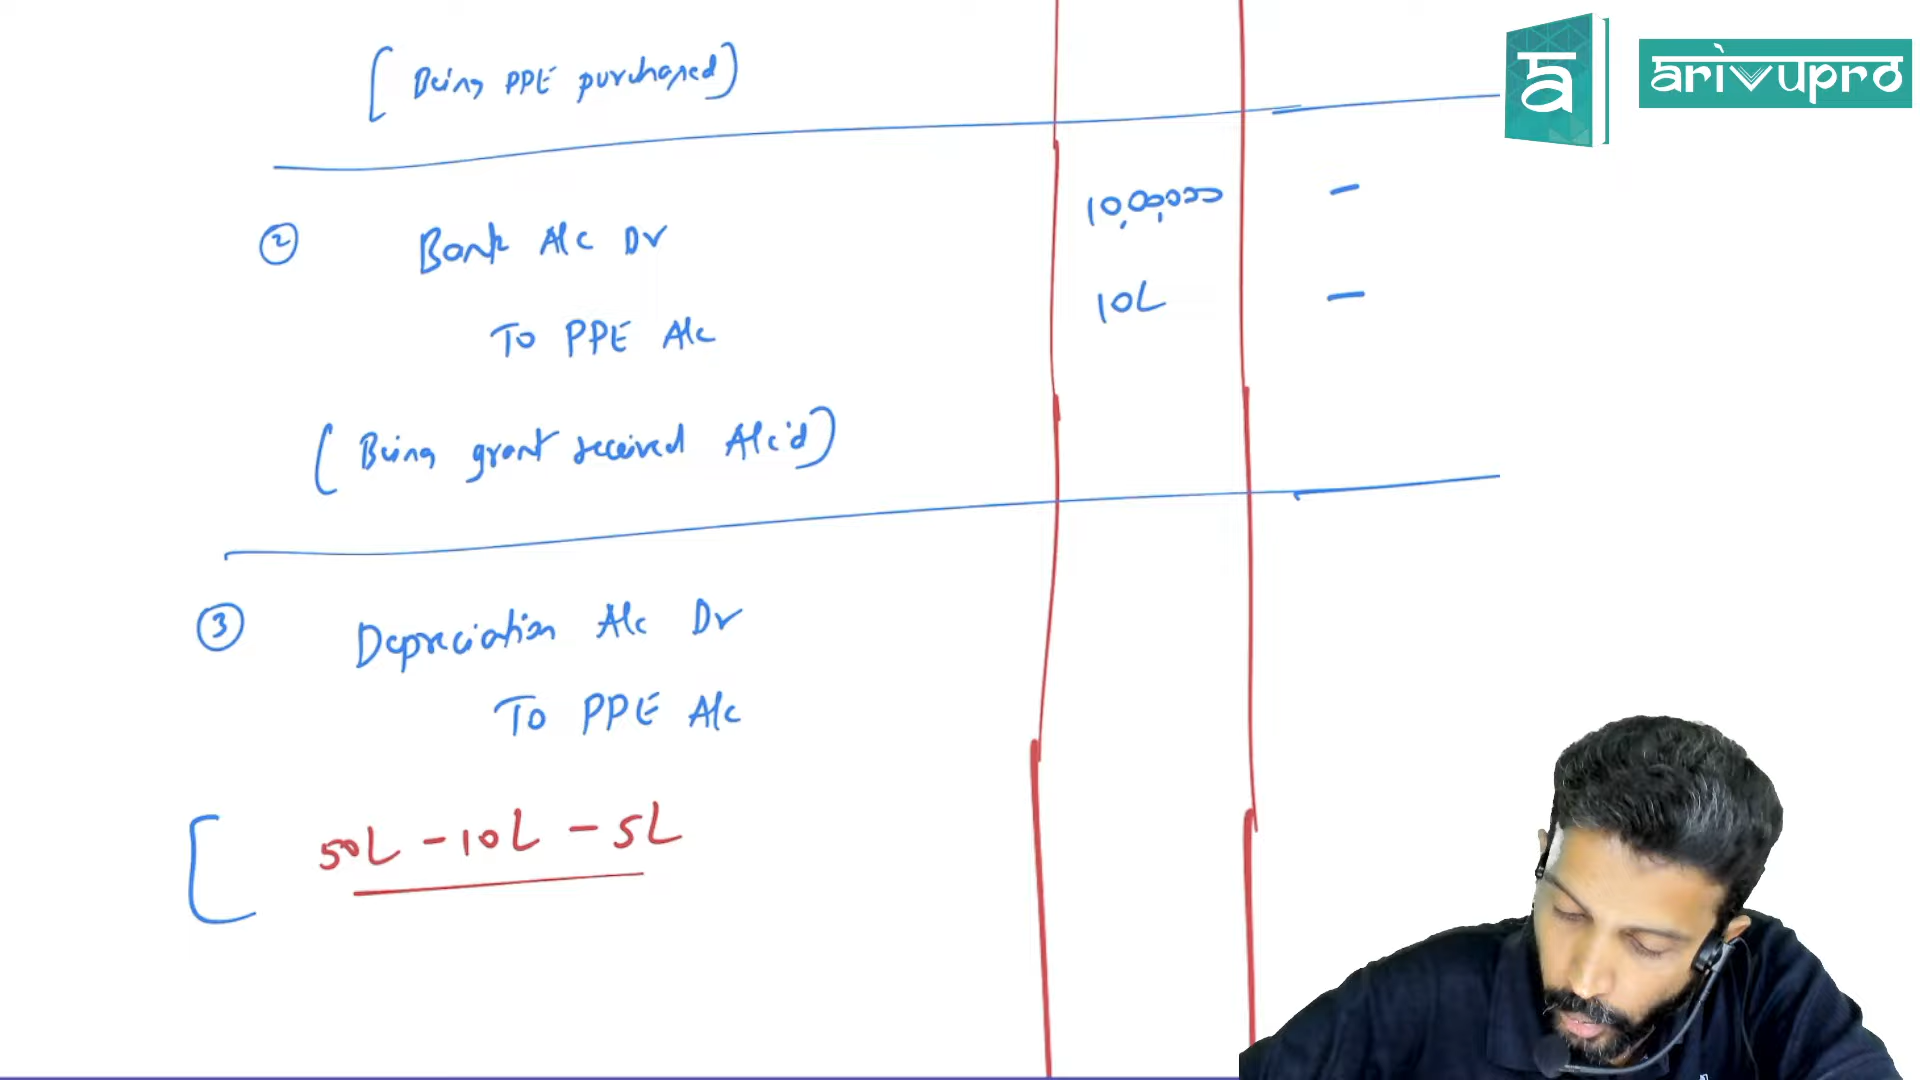 a arivupro
[ Being PPE purchased ]
10,00,000 -
② Bank A/c Dr
10L -
To PPE A/c
( Being grant received A/c'd )
③ Depreciation A/c Dr
To PPE A/c
[ 50L - 10L - 5L